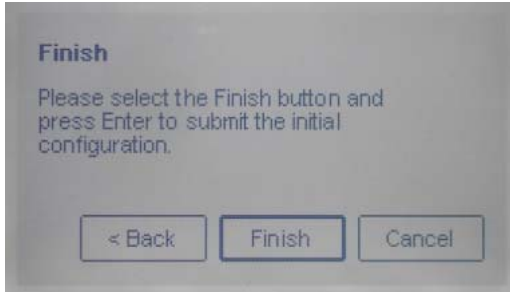 Finish
Please select the Finish button and
press Enter to submit the initial
configuration.
< Back
Finish
Cancel